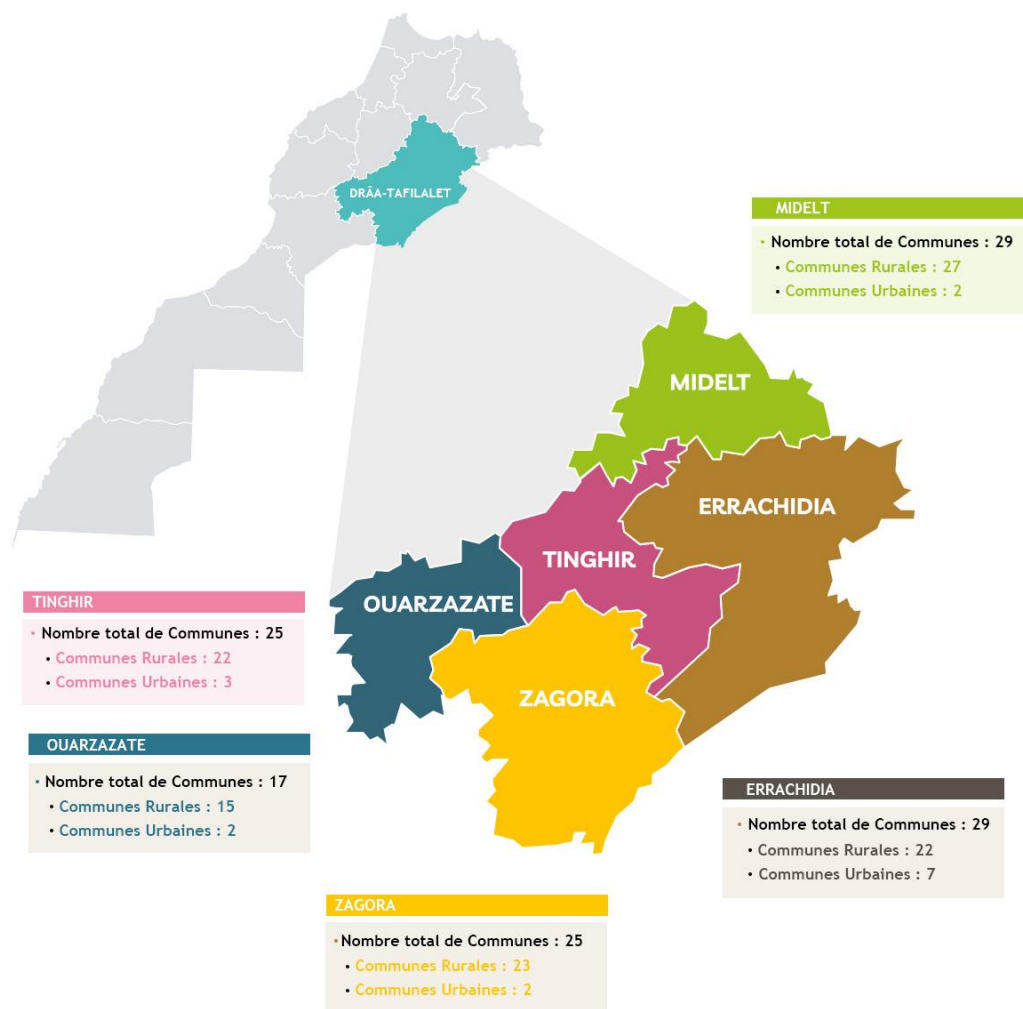 DRÂA-TAFILALET
MIDELT
• Nombre total de Communes : 29
• Communes Rurales : 27
• Communes Urbaines : 2
MIDELT
ERRACHIDIA
TINGHIR
OUARZAZATE
ZAGORA
TINGHIR
• Nombre total de Communes : 25
• Communes Rurales : 22
• Communes Urbaines : 3
OUARZAZATE
• Nombre total de Communes : 17
• Communes Rurales : 15
• Communes Urbaines : 2
ERRACHIDIA
• Nombre total de Communes : 29
• Communes Rurales : 22
• Communes Urbaines : 7
ZAGORA
• Nombre total de Communes : 25
• Communes Rurales : 23
• Communes Urbaines : 2